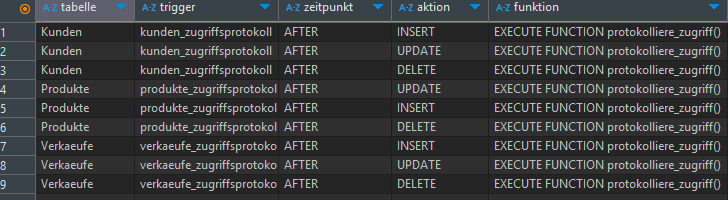 A-Z tabelle A-Z trigger A-Z zeitpunkt A-Z aktion A-Z funktion
1 Kunden kunden_zugriffsprotokoll AFTER INSERT EXECUTE FUNCTION protokolliere_zugriff()
2 Kunden kunden_zugriffsprotokoll AFTER UPDATE EXECUTE FUNCTION protokolliere_zugriff()
3 Kunden kunden_zugriffsprotokoll AFTER DELETE EXECUTE FUNCTION protokolliere_zugriff()
4 Produkte produkte_zugriffsprotokol AFTER UPDATE EXECUTE FUNCTION protokolliere_zugriff()
5 Produkte produkte_zugriffsprotokol AFTER INSERT EXECUTE FUNCTION protokolliere_zugriff()
6 Produkte produkte_zugriffsprotokol AFTER DELETE EXECUTE FUNCTION protokolliere_zugriff()
7 Verkaeufe verkaeufe_zugriffsprotoko AFTER INSERT EXECUTE FUNCTION protokolliere_zugriff()
8 Verkaeufe verkaeufe_zugriffsprotoko AFTER UPDATE EXECUTE FUNCTION protokolliere_zugriff()
9 Verkaeufe verkaeufe_zugriffsprotoko AFTER DELETE EXECUTE FUNCTION protokolliere_zugriff()